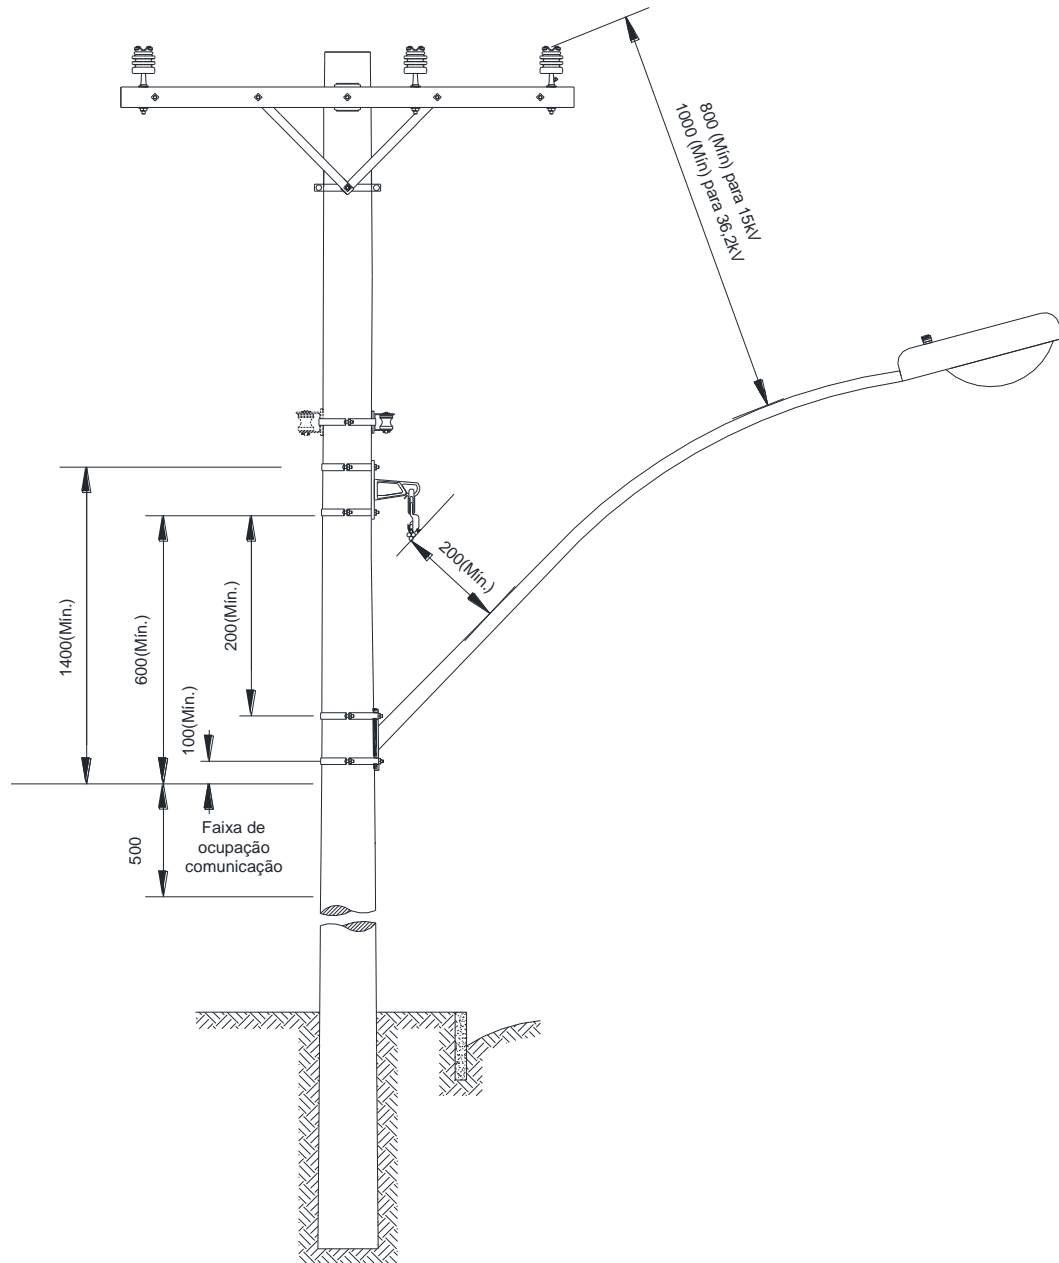 800 (Mín) para 15kV
1000 (Mín) para 36,2kV
200(Mín.)
1400(Mín.)
600(Mín.)
200(Mín.)
100(Mín.)
500
Faixa de
ocupação
comunicação